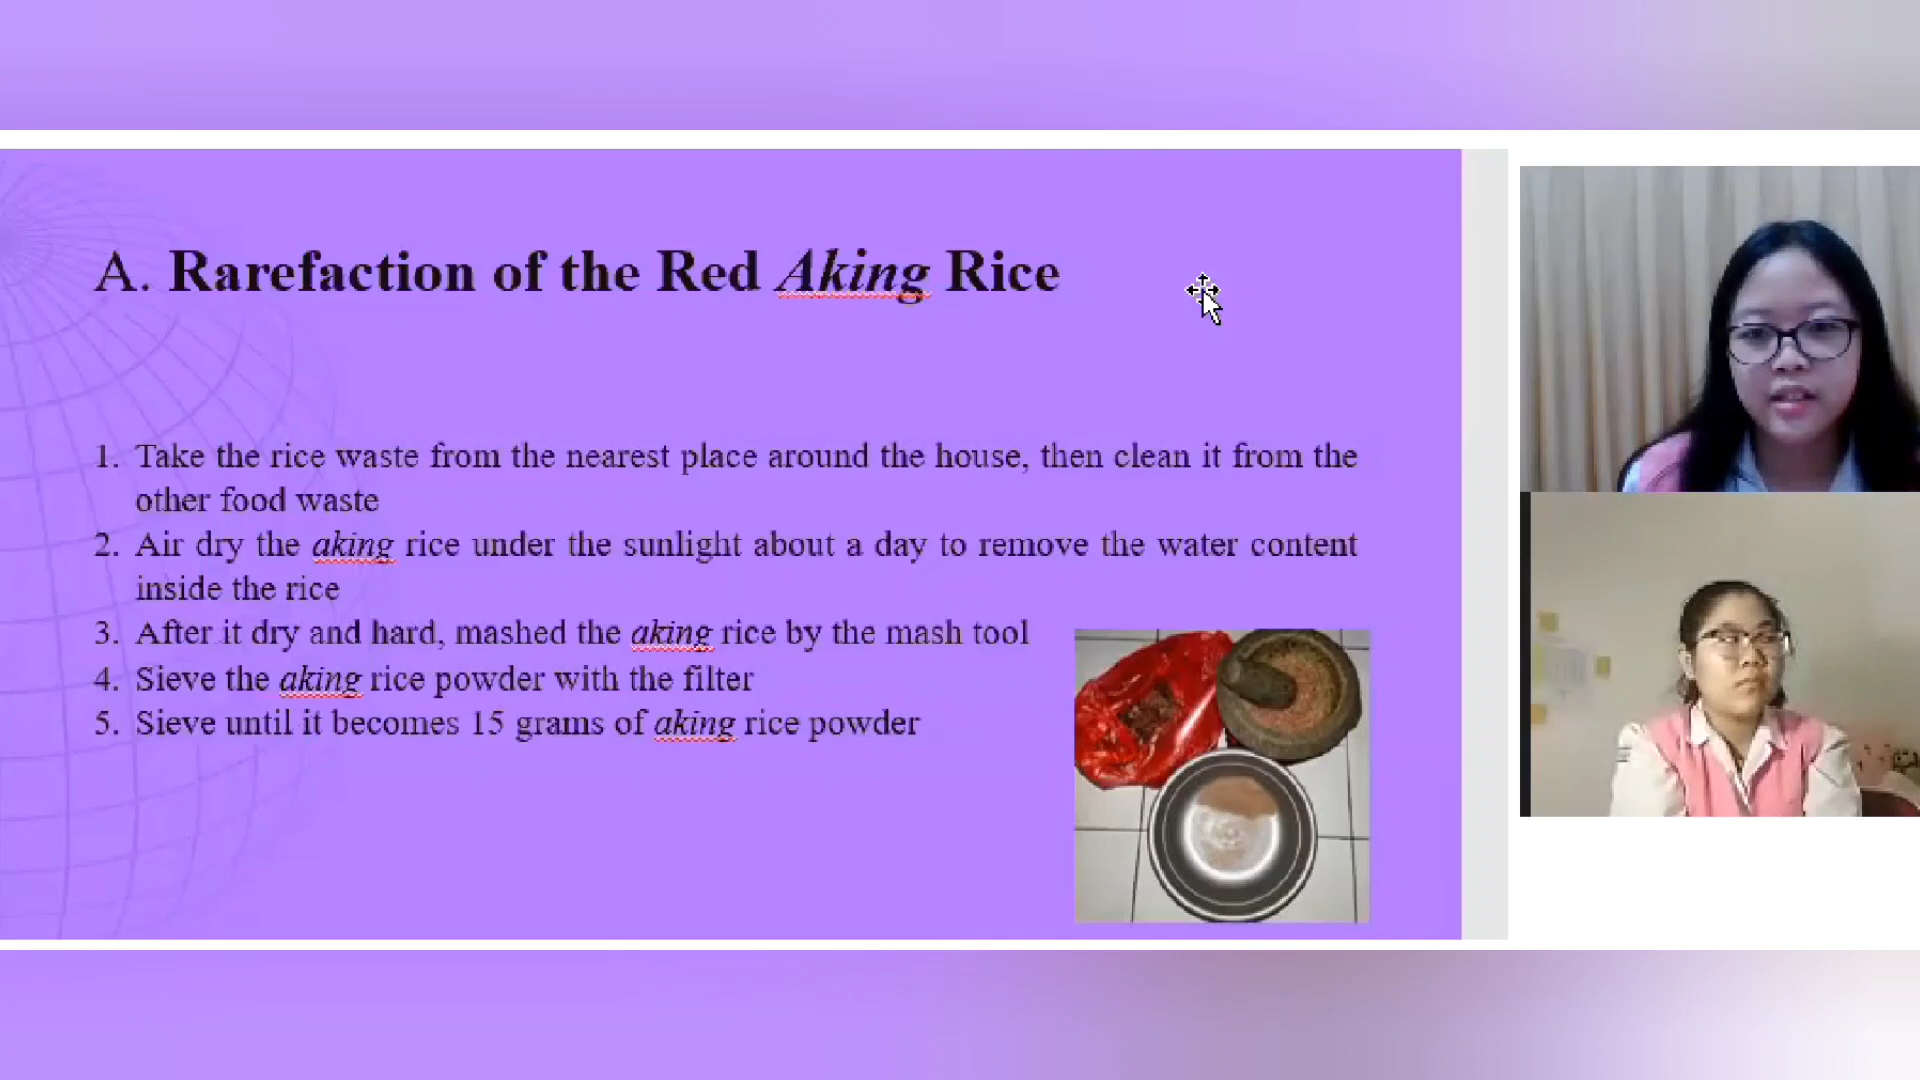 A. Rarefaction of the Red Aking Rice
1. Take the rice waste from the nearest place around the house, then clean it from the
other food waste
2. Air dry the aking rice under the sunlight about a day to remove the water content
inside the rice
3. After it dry and hard, mashed the aking rice by the mash tool
4. Sieve the aking rice powder with the filter
5. Sieve until it becomes 15 grams of aking rice powder